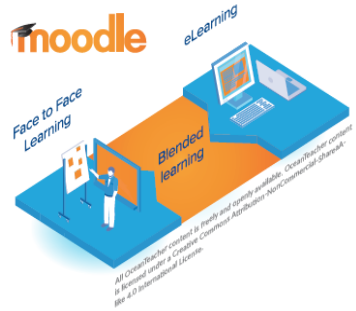 moodle
eLearning
Face to Face
Learning
Blended
learning
All OceanTeacher content is freely and openly available. OceanTeacher content
is licensed under a Creative Commons Attribution-NonCommercial-ShareaA-
like 4.0 International License.